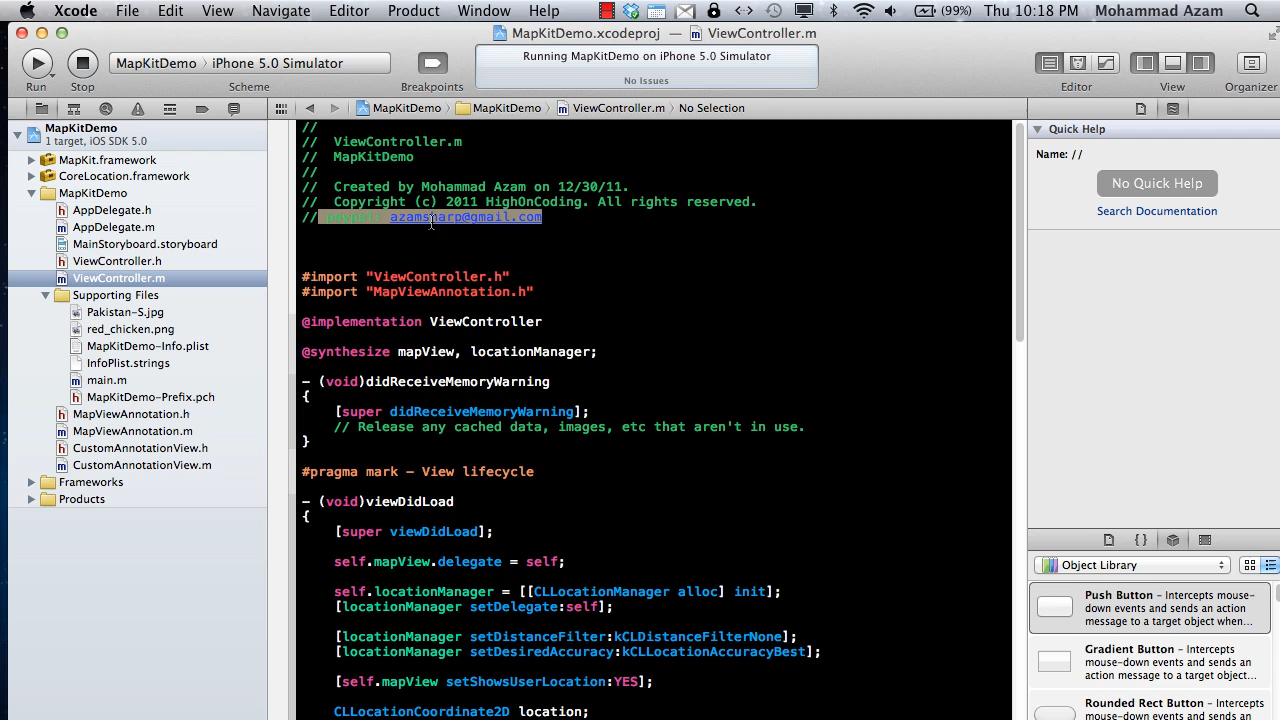 Xcode File Edit View Navigate Editor Product Window Help (99%) Thu 10:18 PM Mohammad Azam
MapKitDemo.xcodeproj — ViewController.m
MapKitDemo › iPhone 5.0 Simulator
Running MapKitDemo on iPhone 5.0 Simulator
No Issues
Run Stop Scheme Breakpoints Editor View Organizer
MapKitDemo › MapKitDemo › ViewController.m › No Selection
MapKitDemo
1 target, iOS SDK 5.0
MapKit.framework
CoreLocation.framework
MapKitDemo
AppDelegate.h
AppDelegate.m
MainStoryboard.storyboard
ViewController.h
ViewController.m
Supporting Files
Pakistan-S.jpg
red_chicken.png
MapKitDemo-Info.plist
InfoPlist.strings
main.m
MapKitDemo-Prefix.pch
MapViewAnnotation.h
MapViewAnnotation.m
CustomAnnotationView.h
CustomAnnotationView.m
Frameworks
Products
//
// ViewController.m
// MapKitDemo
//
// Created by Mohammad Azam on 12/30/11.
// Copyright (c) 2011 HighOnCoding. All rights reserved.
// paypal: azamsharp@gmail.com
#import "ViewController.h"
#import "MapViewAnnotation.h"
@implementation ViewController
@synthesize mapView, locationManager;
- (void)didReceiveMemoryWarning
{
[super didReceiveMemoryWarning];
// Release any cached data, images, etc that aren't in use.
}
#pragma mark - View lifecycle
- (void)viewDidLoad
{
[super viewDidLoad];
self.mapView.delegate = self;
self.locationManager = [[CLLocationManager alloc] init];
[locationManager setDelegate:self];
[locationManager setDistanceFilter:kCLDistanceFilterNone];
[locationManager setDesiredAccuracy:kCLLocationAccuracyBest];
[self.mapView setShowsUserLocation:YES];
CLLocationCoordinate2D location;
Quick Help
Name: //
No Quick Help
Search Documentation
{}
Object Library
Push Button – Intercepts mouse-
down events and sends an action
message to a target object when...
Gradient Button – Intercepts
mouse-down events and sends an
action message to a target object...
Rounded Rect Button – Intercepts
mouse-down events and sends an